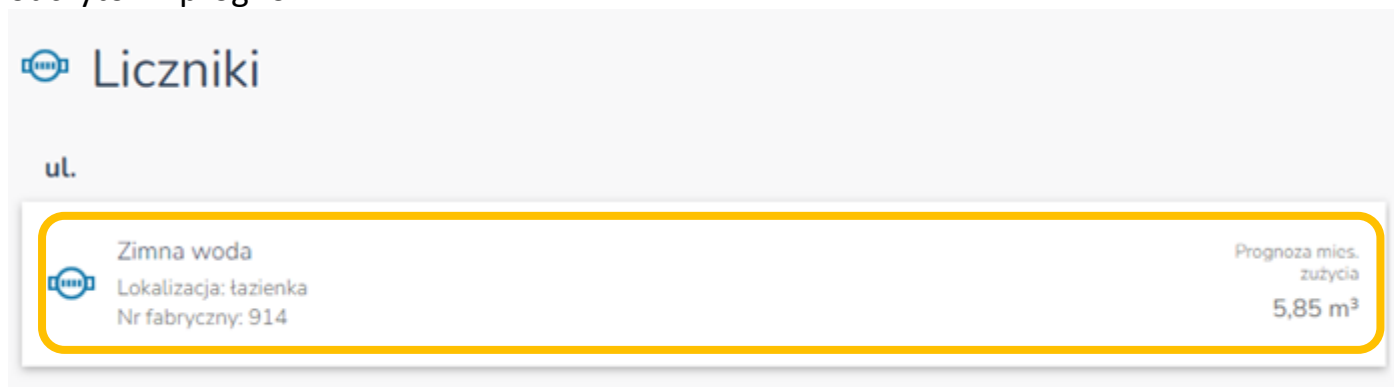 Liczniki
ul.
Zimna woda
Lokalizacja: łazienka
Nr fabryczny: 914
Prognoza mies.
zużycia
5,85 m³